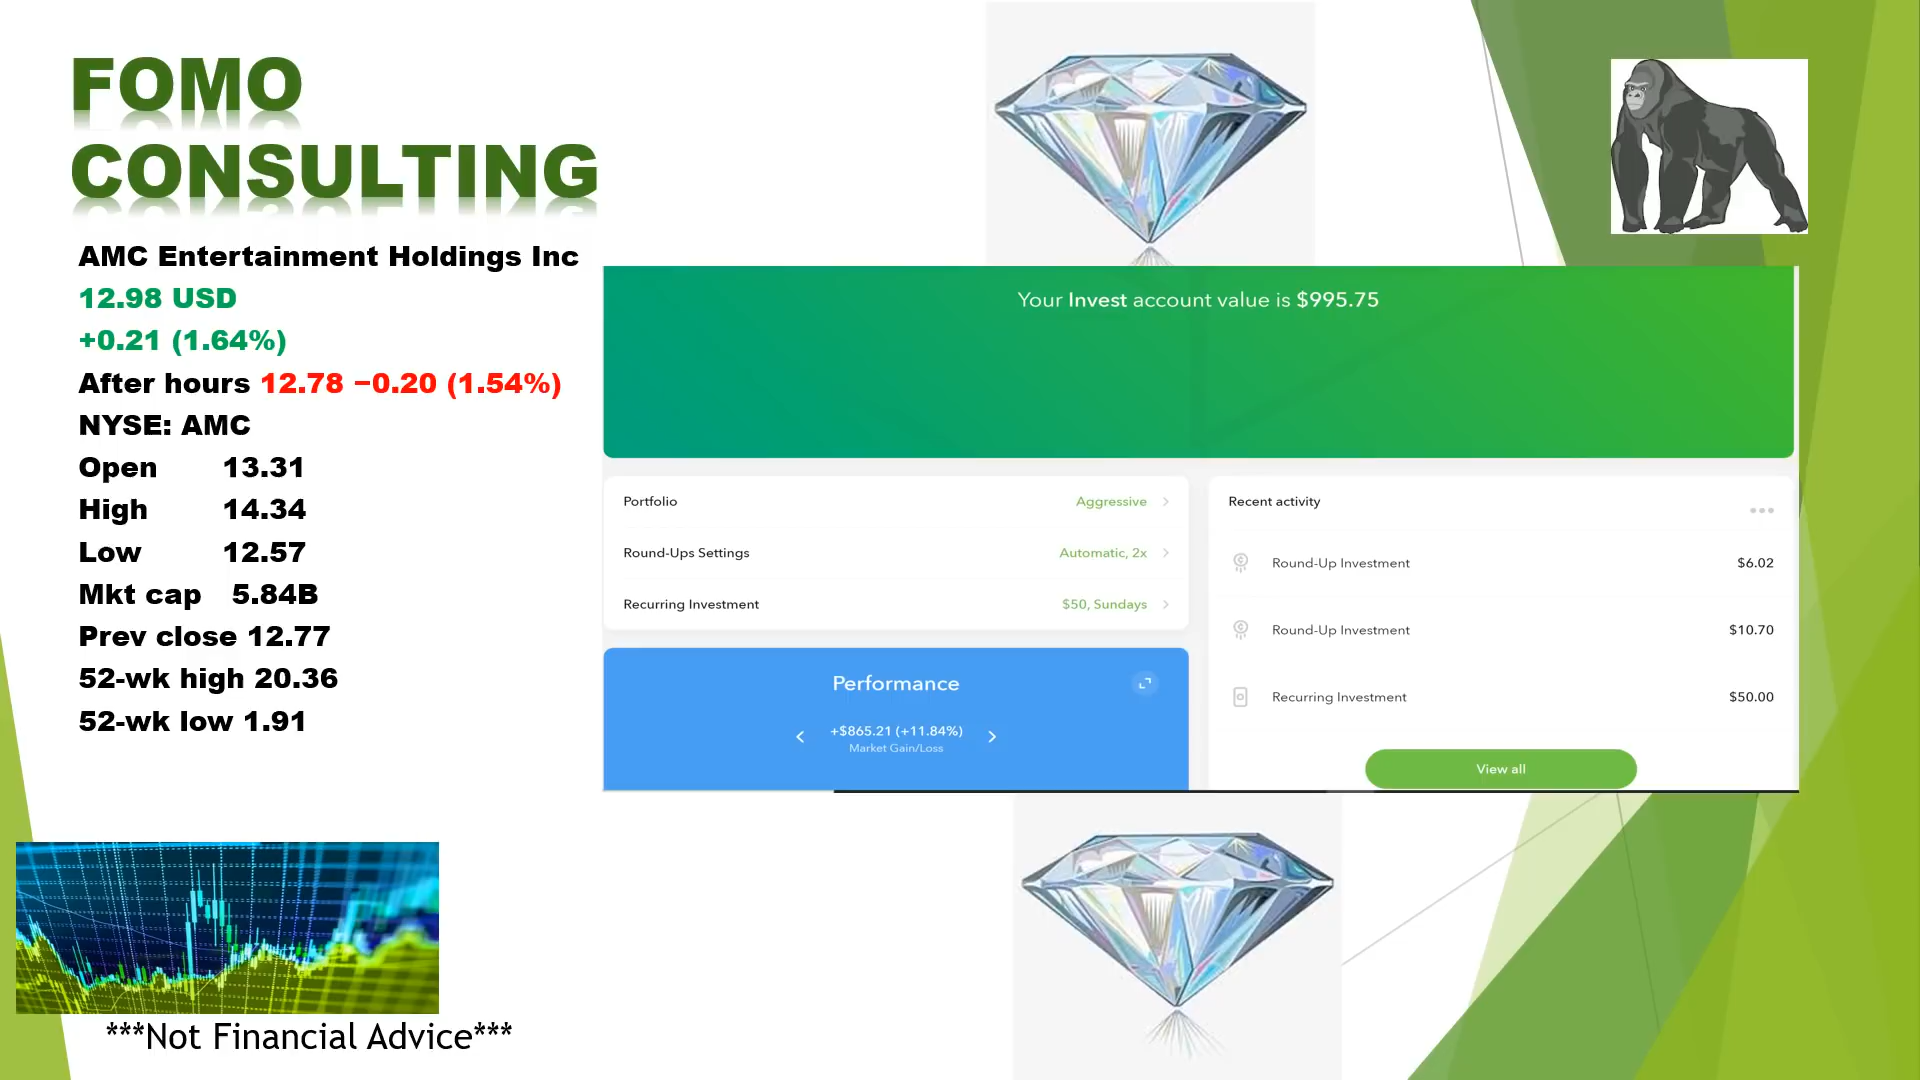 FOMO
CONSULTING
AMC Entertainment Holdings Inc
12.98 USD
+0.21 (1.64%)
After hours 12.78 −0.20 (1.54%)
NYSE: AMC
Open 13.31
High 14.34
Low 12.57
Mkt cap 5.84B
Prev close 12.77
52-wk high 20.36
52-wk low 1.91
***Not Financial Advice***
Your Invest account value is $995.75
Portfolio Aggressive
Round-Ups Settings Automatic, 2x
Recurring Investment $50, Sundays
Performance
+$865.21 (+11.84%)
Market Gain/Loss
Recent activity
Round-Up Investment $6.02
Round-Up Investment $10.70
Recurring Investment $50.00
View all